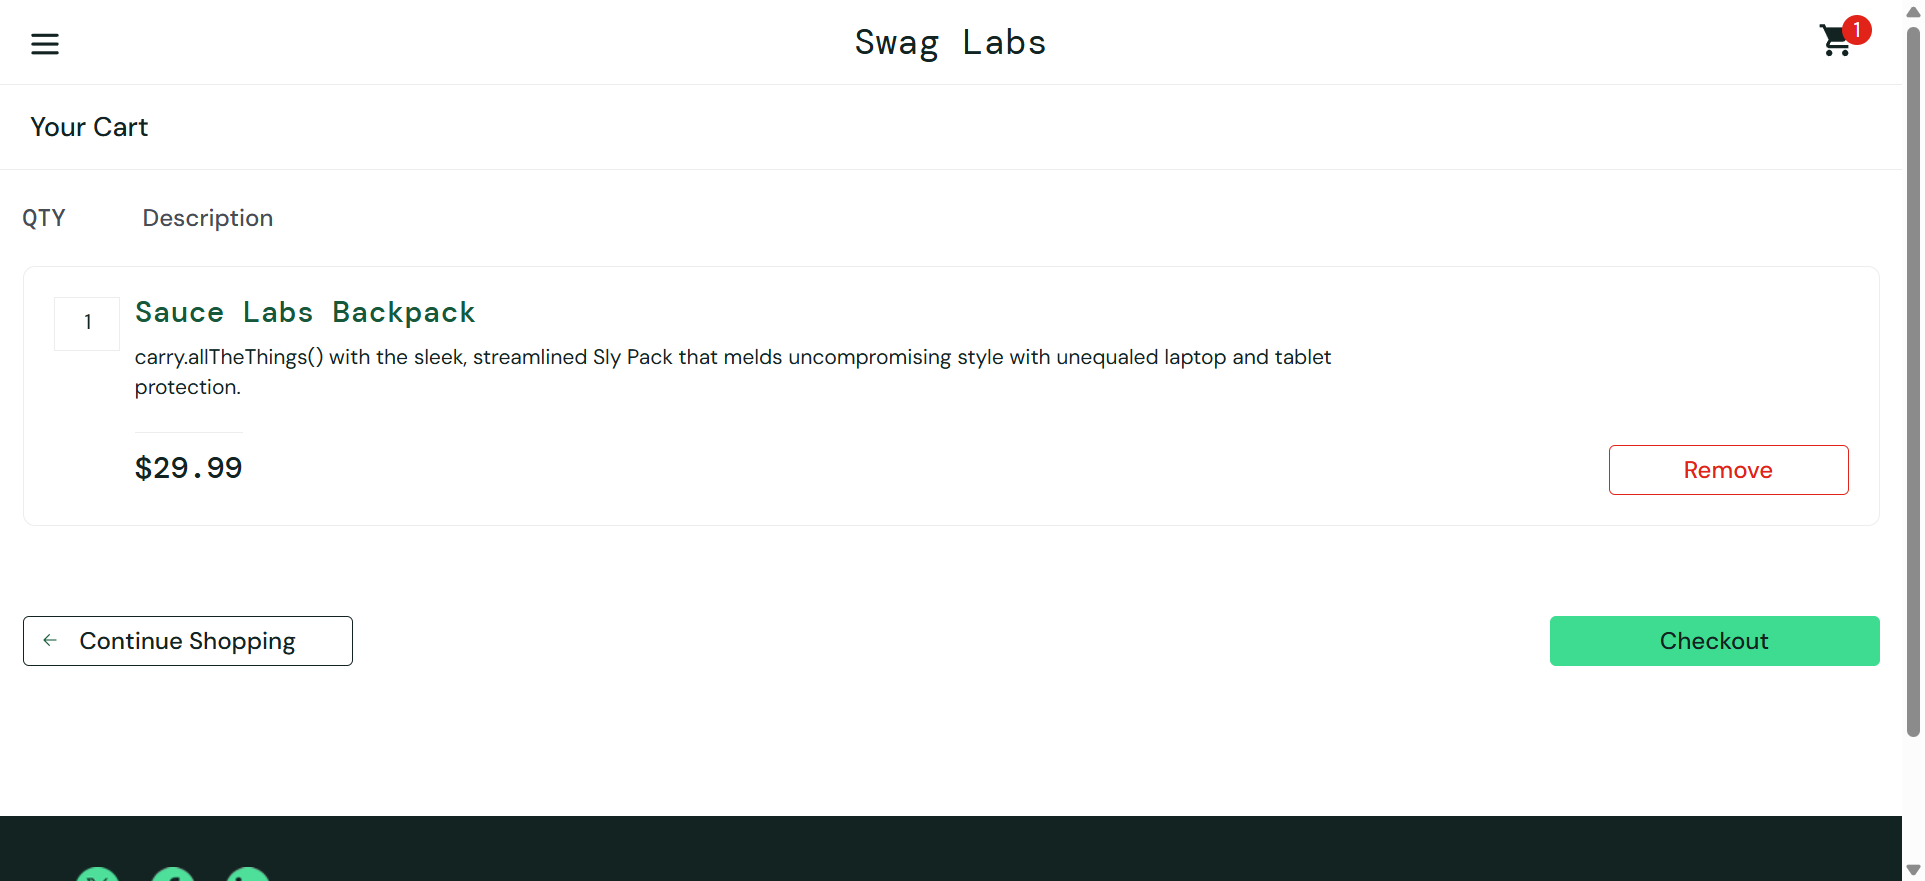 Swag Labs
1
Your Cart
QTY
Description
1
Sauce Labs Backpack
carry.allTheThings() with the sleek, streamlined Sly Pack that melds uncompromising style with unequaled laptop and tablet
protection.
$29.99
Remove
Continue Shopping
Checkout